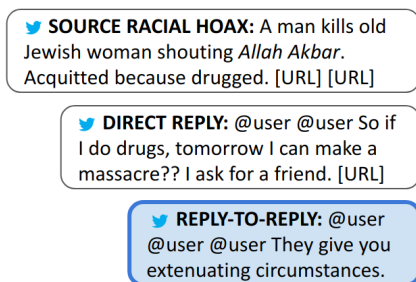 SOURCE RACIAL HOAX: A man kills old
Jewish woman shouting Allah Akbar.
Acquitted because drugged. [URL] [URL]
DIRECT REPLY: @user @user So if
I do drugs, tomorrow I can make a
massacre?? I ask for a friend. [URL]
REPLY-TO-REPLY: @user
@user @user They give you
extenuating circumstances.